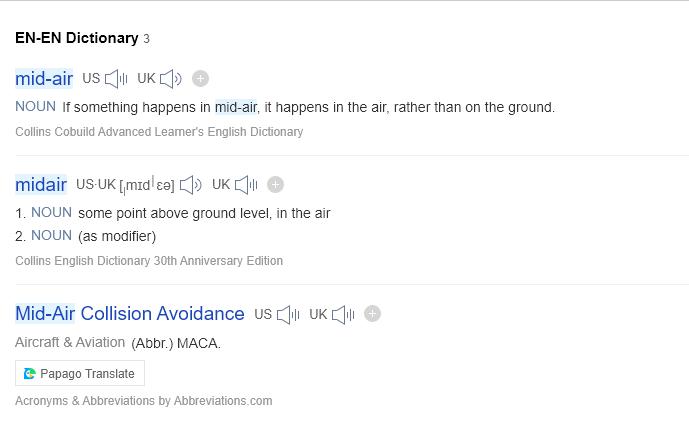 EN-EN Dictionary 3
mid-air US UK
NOUN If something happens in mid-air, it happens in the air, rather than on the ground.
Collins Cobuild Advanced Learner's English Dictionary
midair US·UK [ˌmɪdˈɛə] UK
1. NOUN some point above ground level, in the air
2. NOUN (as modifier)
Collins English Dictionary 30th Anniversary Edition
Mid-Air Collision Avoidance US UK
Aircraft & Aviation (Abbr.) MACA.
Papago Translate
Acronyms & Abbreviations by Abbreviations.com